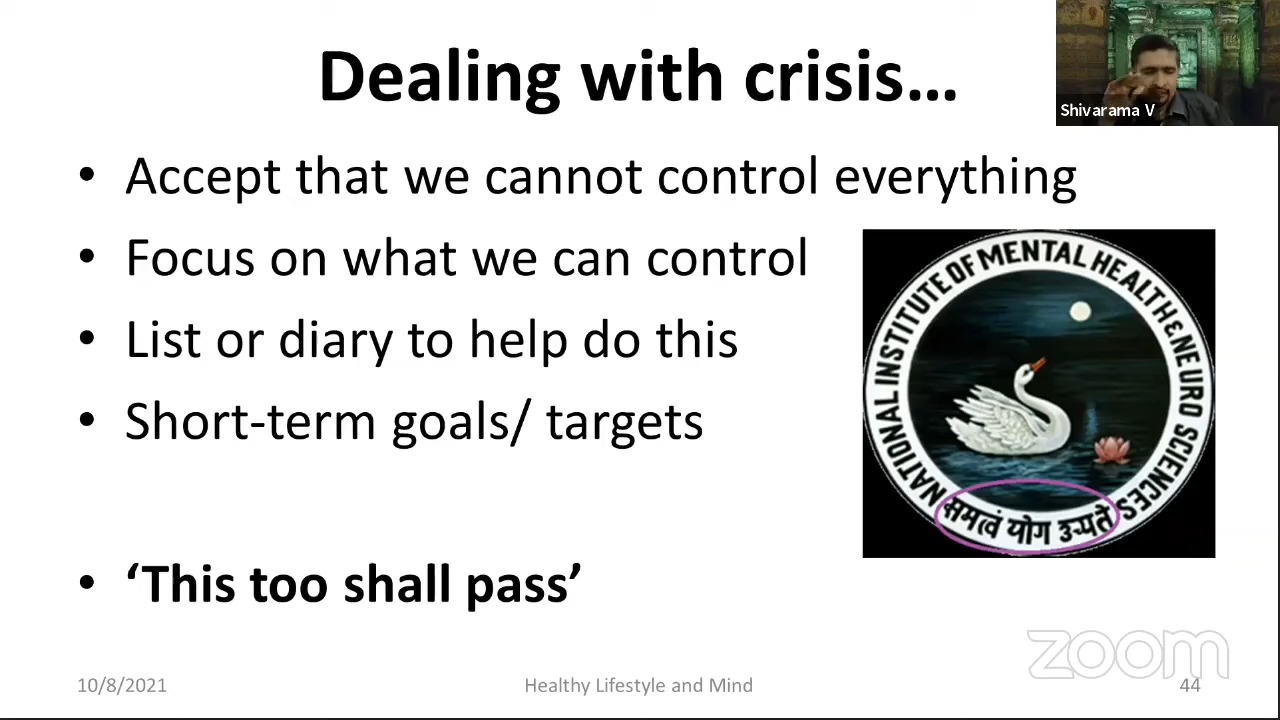 Dealing with crisis...
Shivarama V
• Accept that we cannot control everything
• Focus on what we can control
• List or diary to help do this
• Short-term goals/ targets
NATIONAL INSTITUTE OF MENTAL HEALTH & NEURO SCIENCES
समत्वं योग उच्यते
• ‘This too shall pass’
zoom
10/8/2021
Healthy Lifestyle and Mind
44